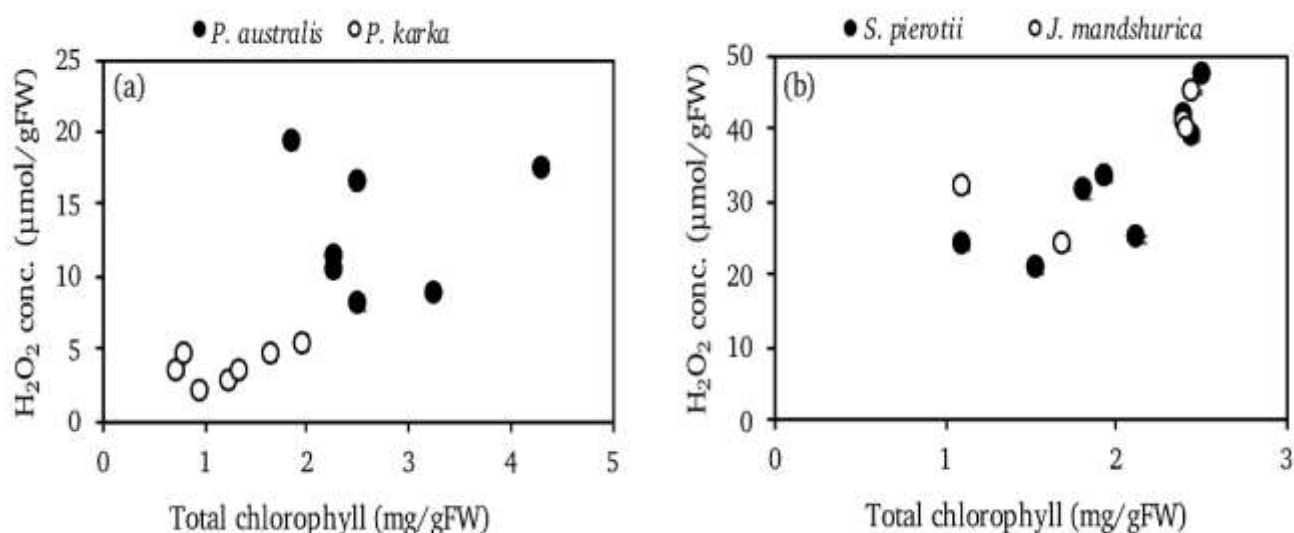 ● P. australis ○ P. karka
(a)
H₂O₂ conc. (µmol/gFW)
25
20
15
10
5
0
0 1 2 3 4 5
Total chlorophyll (mg/gFW)
● S. pierotii ○ J. mandshurica
(b)
H₂O₂ conc. (µmol/gFW)
50
40
30
20
10
0
0 1 2 3
Total chlorophyll (mg/gFW)